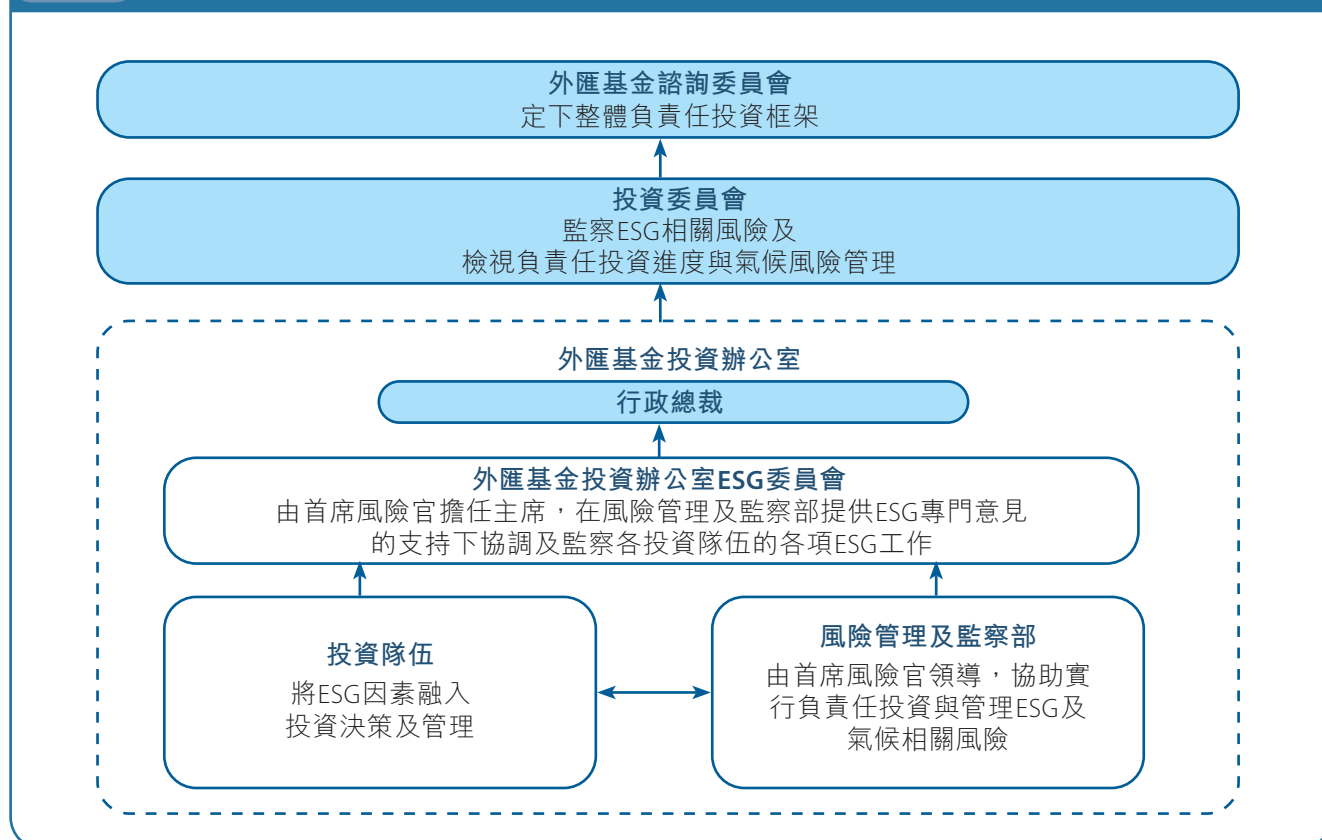 外匯基金諮詢委員會
定下整體負責任投資框架
投資委員會
監察ESG相關風險及
檢視負責任投資進度與氣候風險管理
外匯基金投資辦公室
行政總裁
外匯基金投資辦公室ESG委員會
由首席風險官擔任主席，在風險管理及監察部提供ESG專門意見
的支持下協調及監察各投資隊伍的各項ESG工作
投資隊伍
將ESG因素融入
投資決策及管理
風險管理及監察部
由首席風險官領導，協助實
行負責任投資與管理ESG及
氣候相關風險